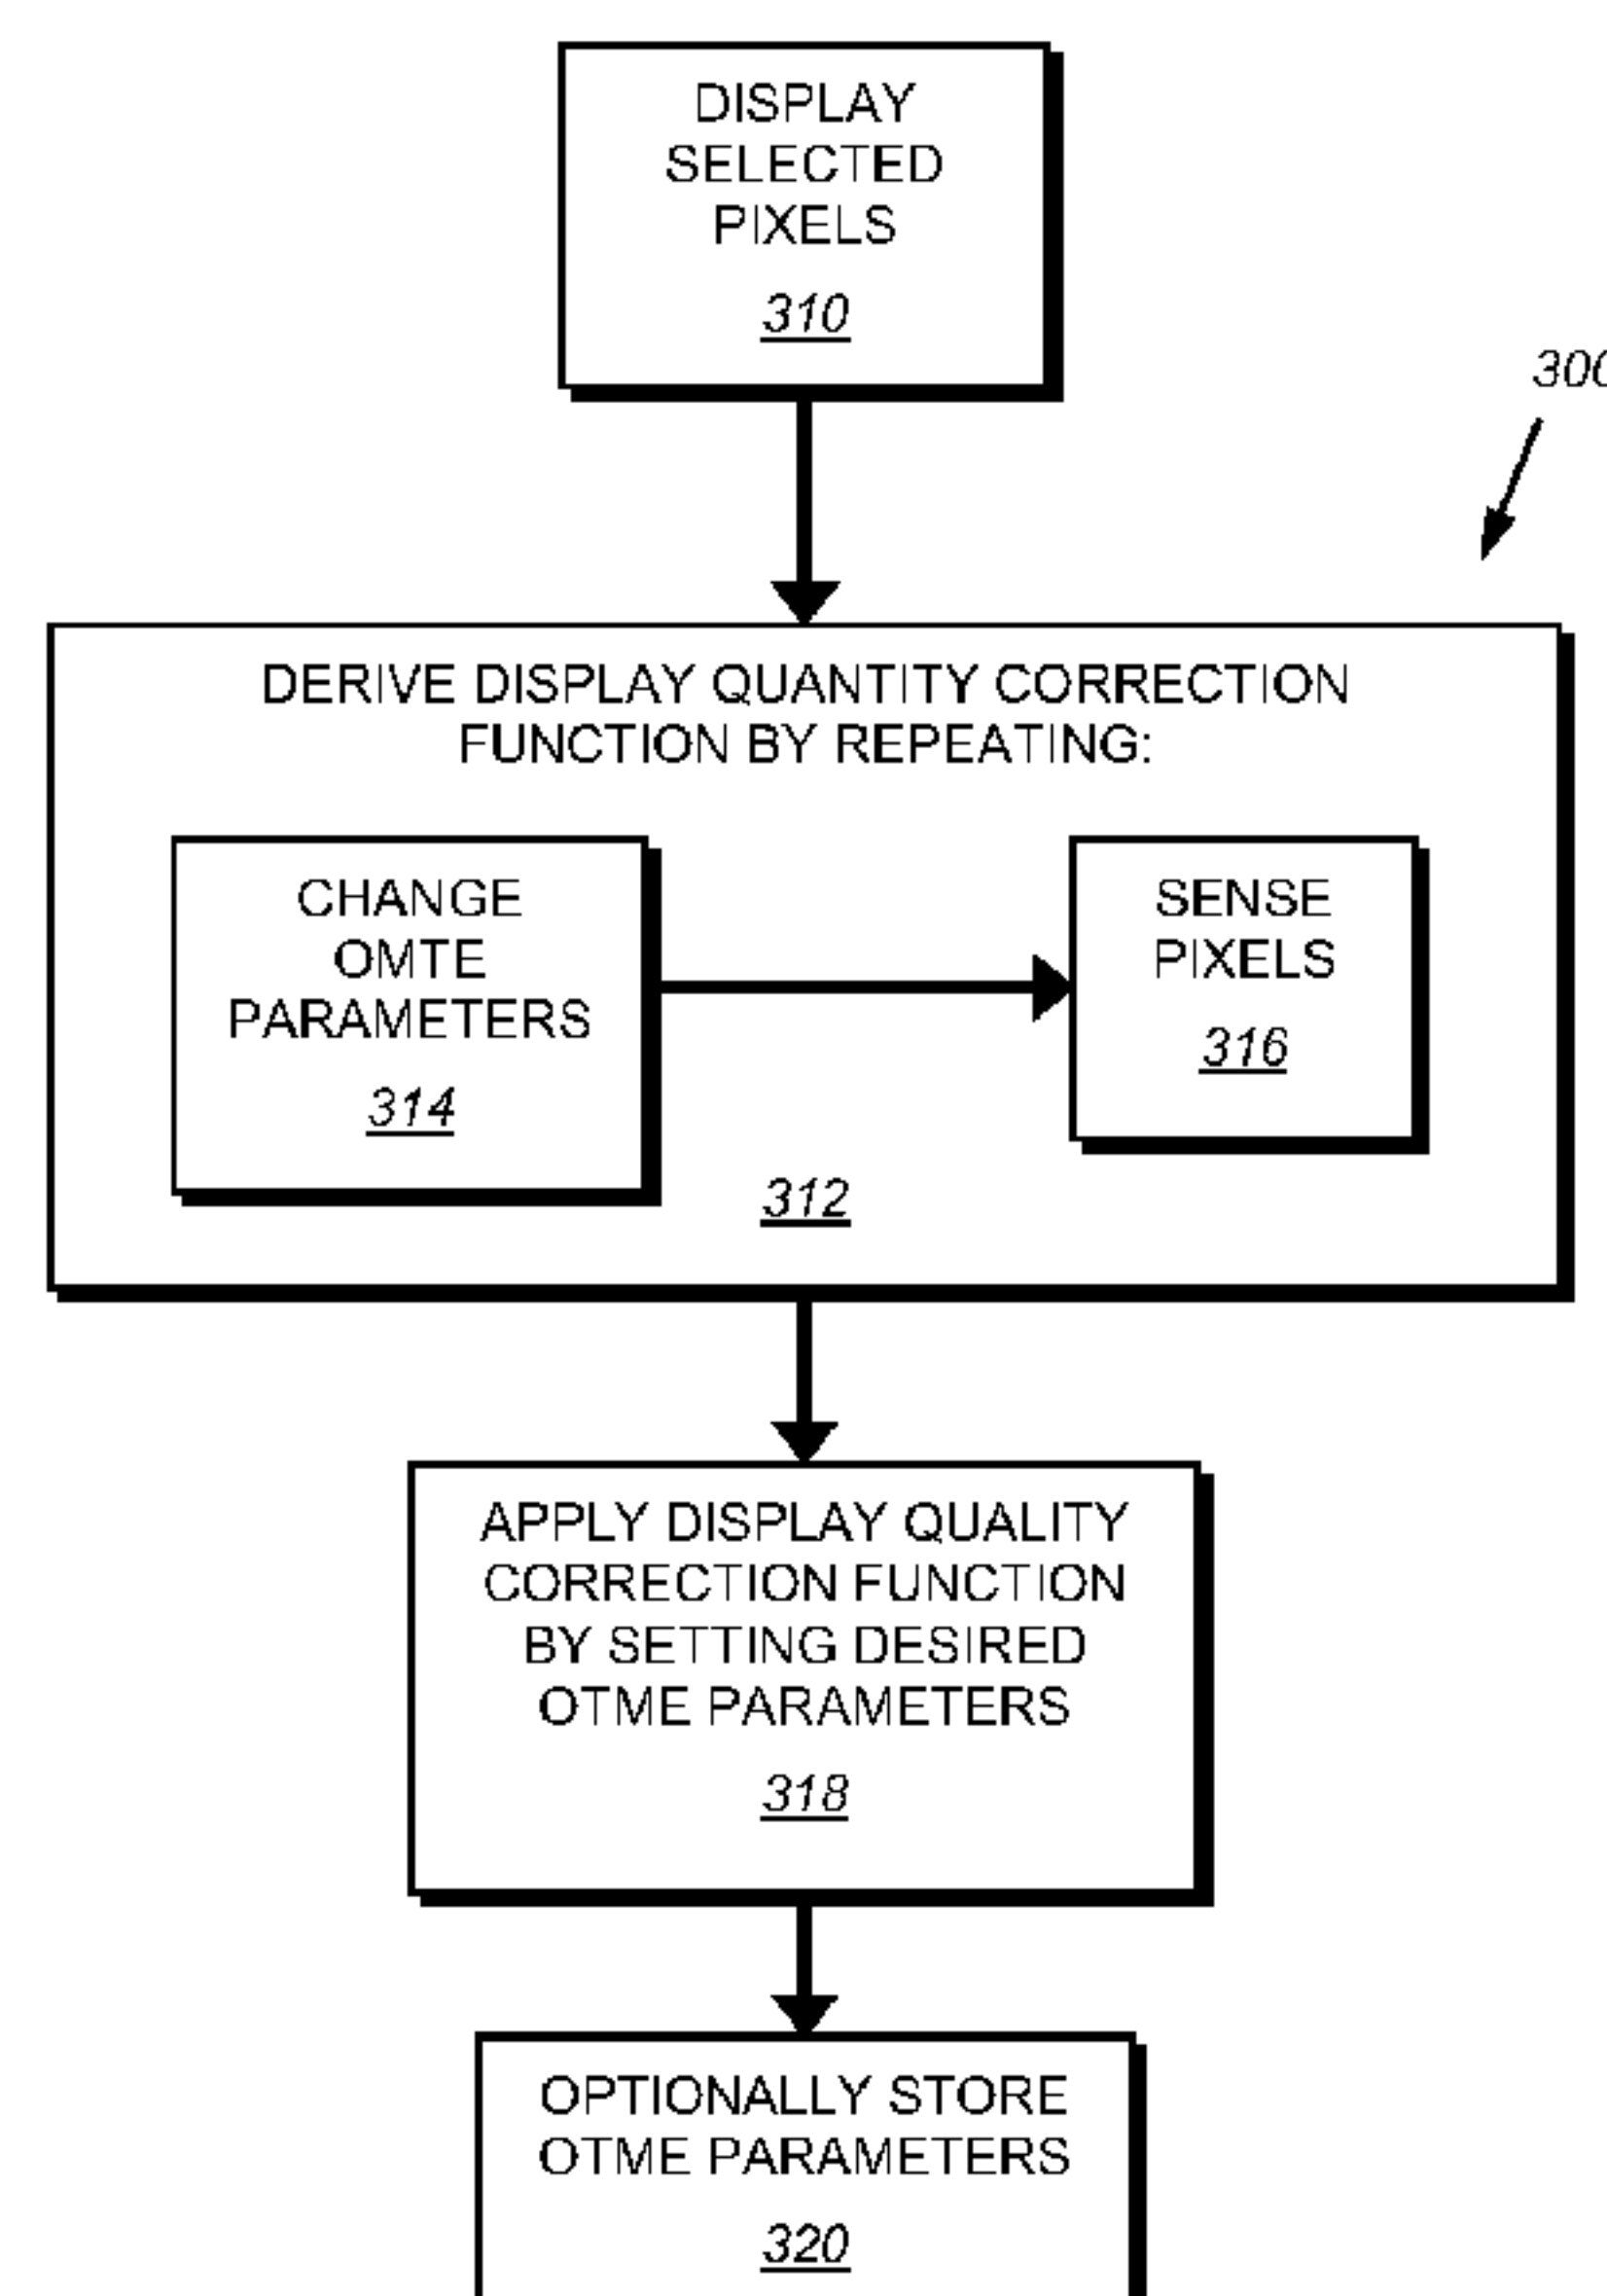 DISPLAY
SELECTED
PIXELS
310
300
DERIVE DISPLAY QUANTITY CORRECTION
FUNCTION BY REPEATING:
CHANGE
OMTE
PARAMETERS
314
SENSE
PIXELS
316
312
APPLY DISPLAY QUALITY
CORRECTION FUNCTION
BY SETTING DESIRED
OTME PARAMETERS
318
OPTIONALLY STORE
OTME PARAMETERS
320